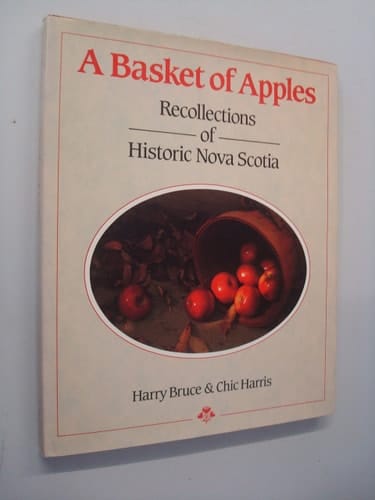 A Basket of Apples
Recollections
of
Historic Nova Scotia
Harry Bruce & Chic Harris